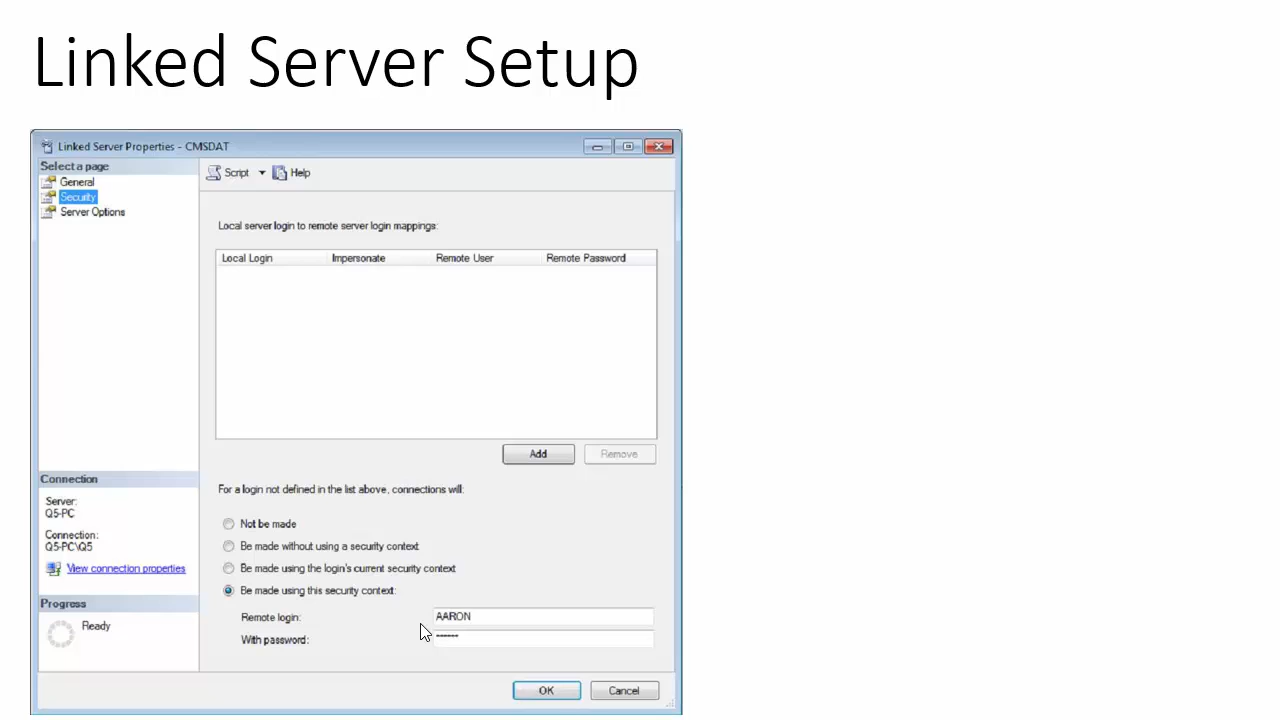 Linked Server Setup
Linked Server Properties - CMSDAT
Select a page
General
Security
Server Options
Script
Help
Local server login to remote server login mappings:
Local Login Impersonate Remote User Remote Password
Add Remove
For a login not defined in the list above, connections will:
Not be made
Be made without using a security context
Be made using the login's current security context
Be made using this security context:
Remote login: AARON
With password: ******
Connection
Server:
Q5-PC
Connection:
Q5-PC\Q5
View connection properties
Progress
Ready
OK Cancel